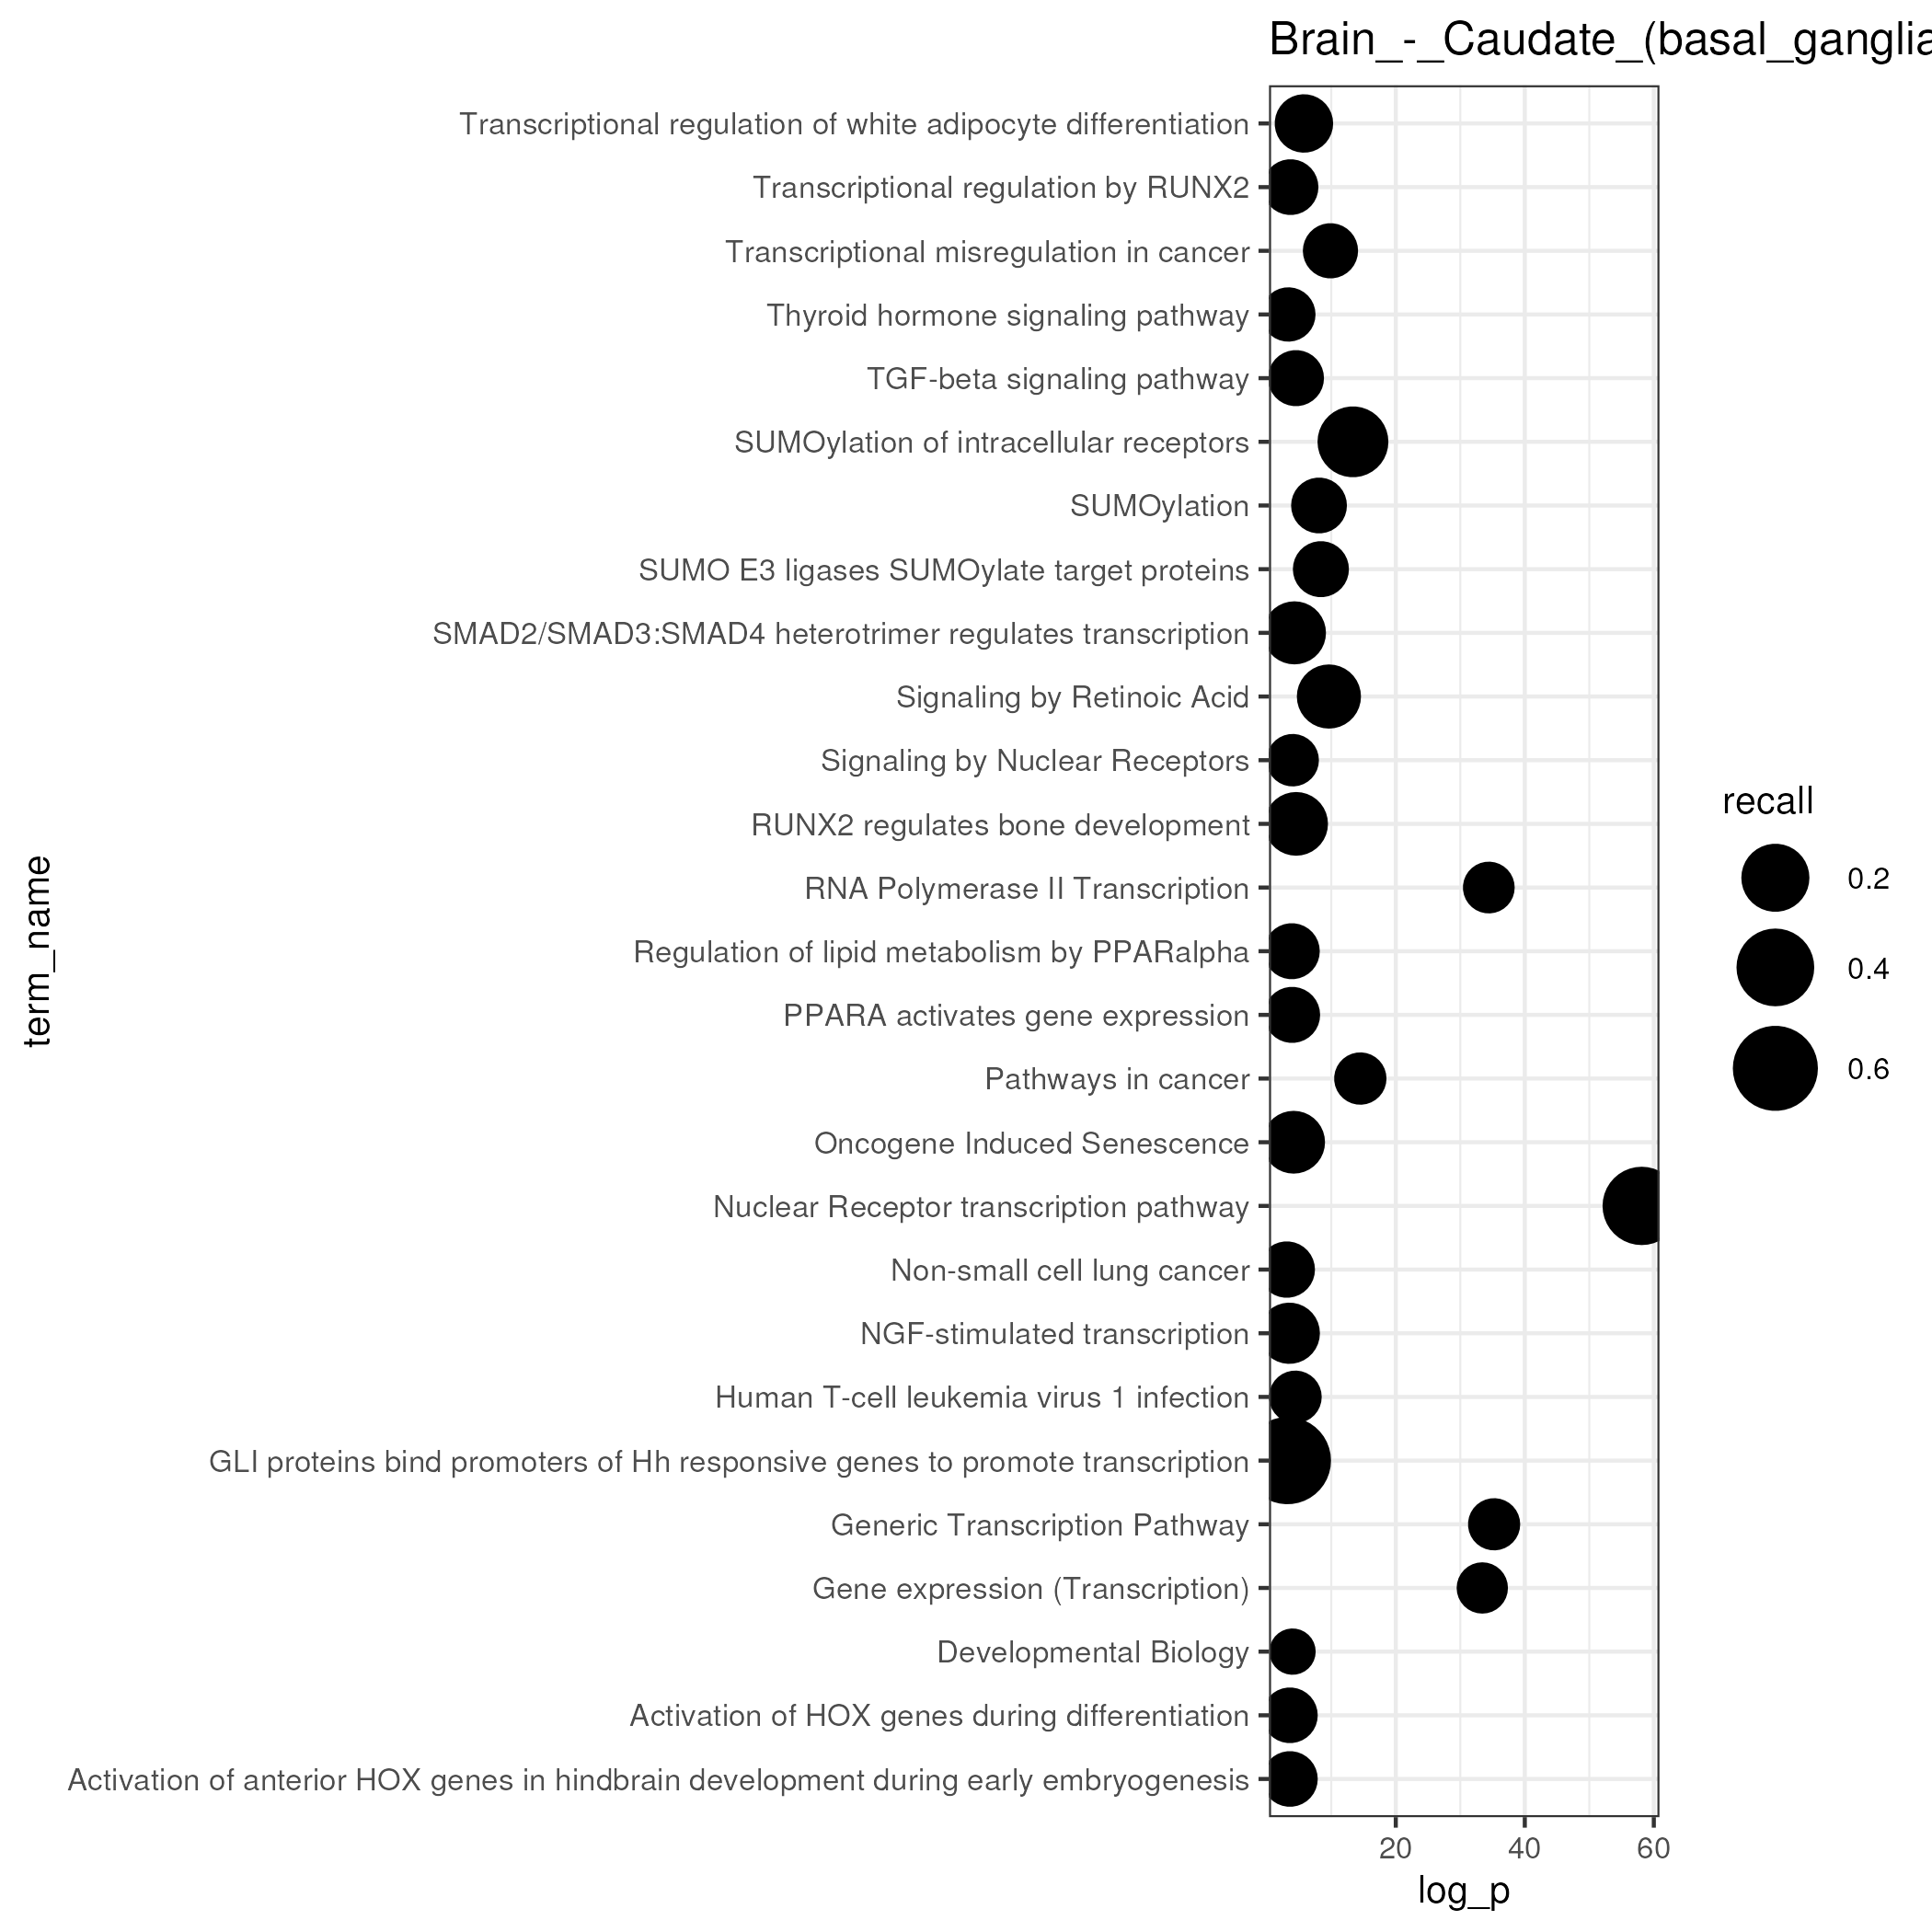 Brain_-_Caudate_(basal_ganglia
Transcriptional regulation of white adipocyte differentiation
Transcriptional regulation by RUNX2
Transcriptional misregulation in cancer
Thyroid hormone signaling pathway
TGF-beta signaling pathway
SUMOylation of intracellular receptors
SUMOylation
SUMO E3 ligases SUMOylate target proteins
SMAD2/SMAD3:SMAD4 heterotrimer regulates transcription
Signaling by Retinoic Acid
Signaling by Nuclear Receptors
RUNX2 regulates bone development
RNA Polymerase II Transcription
Regulation of lipid metabolism by PPARalpha
PPARA activates gene expression
Pathways in cancer
Oncogene Induced Senescence
Nuclear Receptor transcription pathway
Non-small cell lung cancer
NGF-stimulated transcription
Human T-cell leukemia virus 1 infection
GLI proteins bind promoters of Hh responsive genes to promote transcription
Generic Transcription Pathway
Gene expression (Transcription)
Developmental Biology
Activation of HOX genes during differentiation
Activation of anterior HOX genes in hindbrain development during early embryogenesis
term_name
20 40 60
log_p
recall
0.2
0.4
0.6